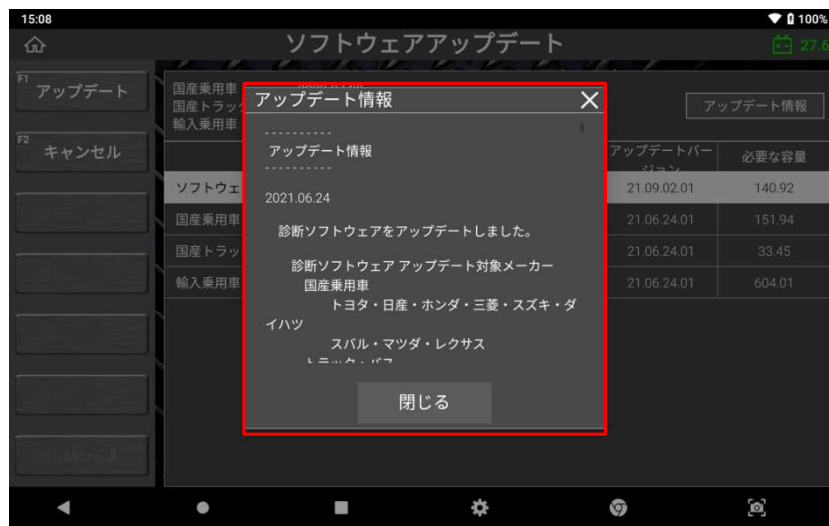 15:08
100%
ソフトウェアアップデート
27.6
F1
アップデート
F2
キャンセル
More
国産乗用車
国産トラック
輸入乗用車
アップデート情報
アップデートバー
ジョン
必要な容量
ソフトウェ
21.09.02.01
140.92
国産乗用車
21.06.24.01
151.94
国産トラッ
21.06.24.01
33.45
輸入乗用車
21.06.24.01
604.01
アップデート情報
----------
アップデート情報
----------
2021.06.24
診断ソフトウェアをアップデートしました。
診断ソフトウェア アップデート対象メーカー
国産乗用車
トヨタ・日産・ホンダ・三菱・スズキ・ダ
イハツ
スバル・マツダ・レクサス
トラック・バス
閉じる